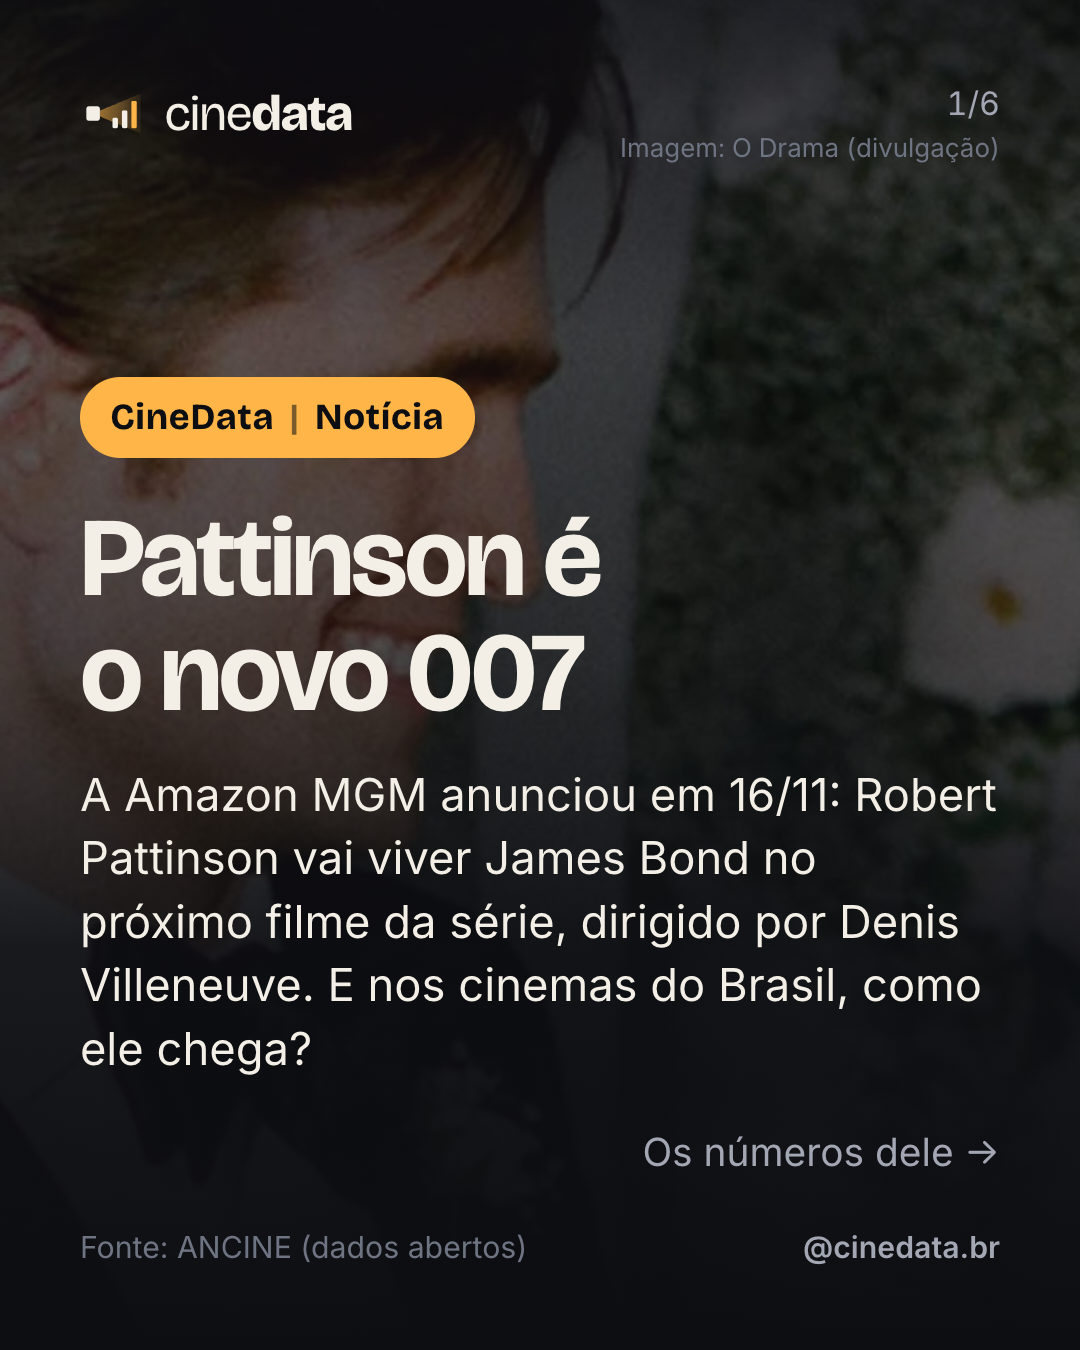 cinedata
1/6
Imagem: O Drama (divulgação)
CineData | Notícia
Pattinson é
o novo 007
A Amazon MGM anunciou em 16/11: Robert
Pattinson vai viver James Bond no
próximo filme da série, dirigido por Denis
Villeneuve. E nos cinemas do Brasil, como
ele chega?
Os números dele →
Fonte: ANCINE (dados abertos)
@cinedata.br